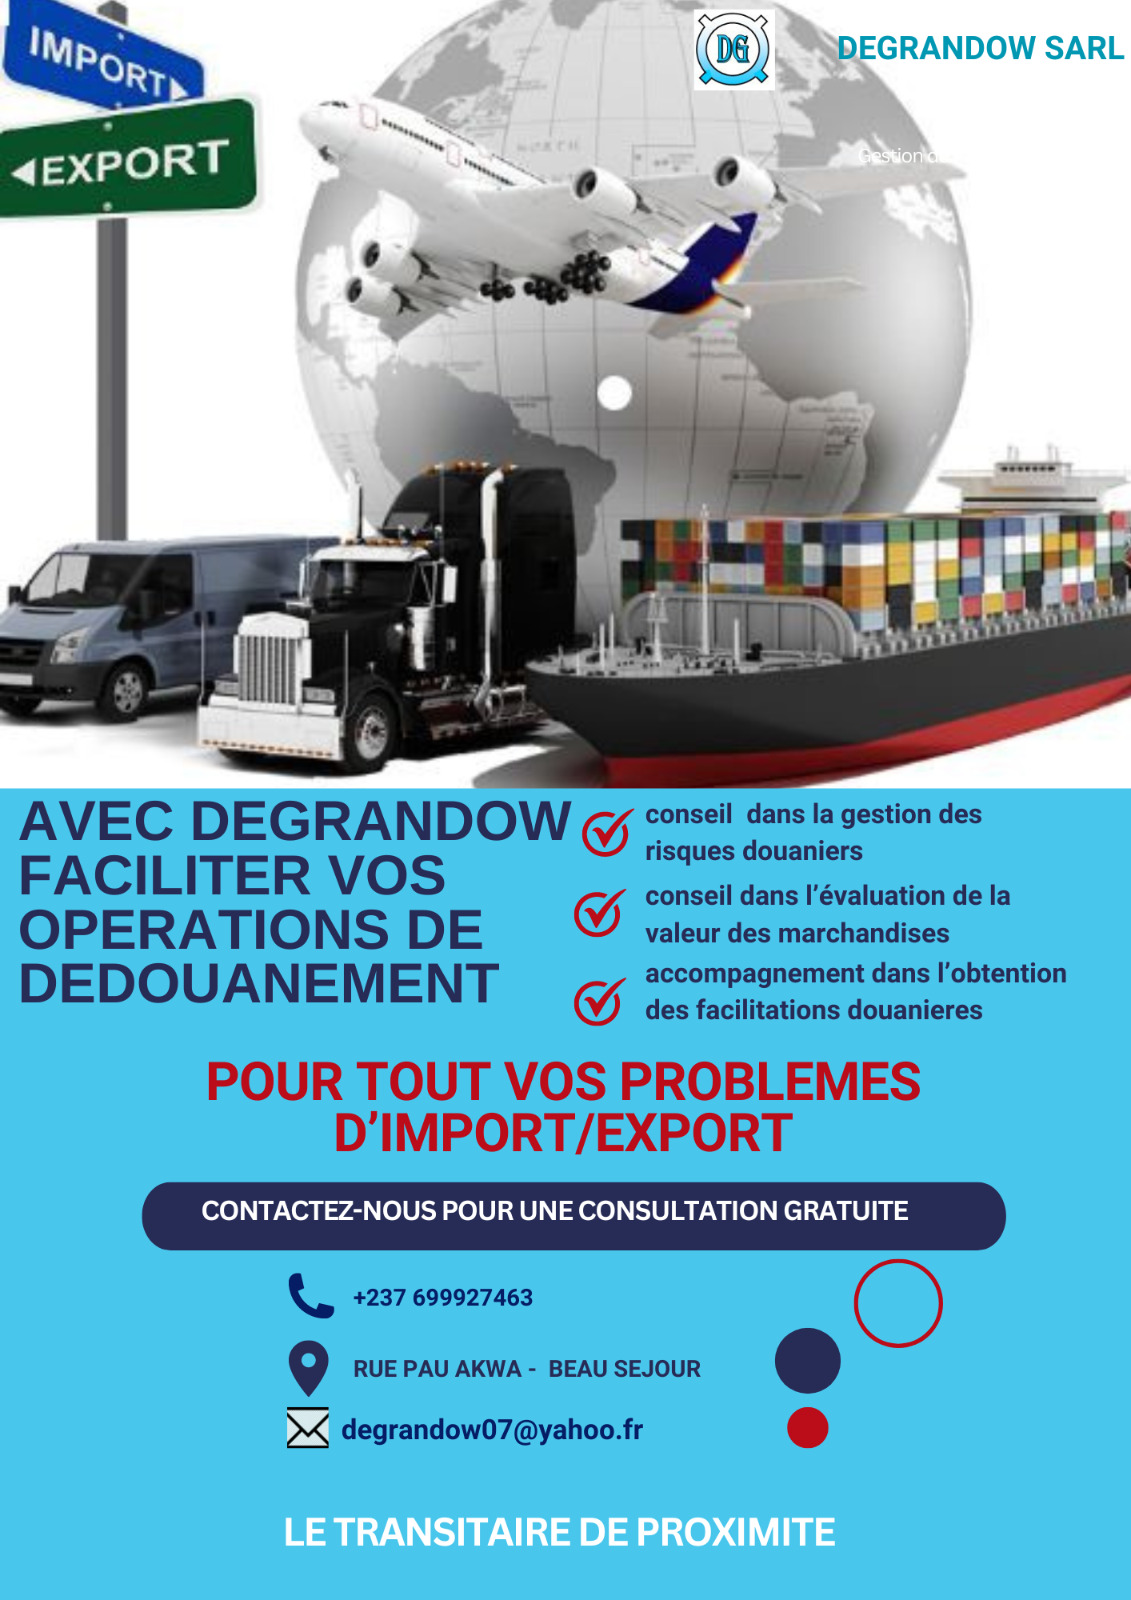 IMPORT
EXPORT
DG
DEGRANDOW SARL
Gestion
AVEC DEGRANDOW
FACILITER VOS
OPERATIONS DE
DEDOUANEMENT
conseil  dans la gestion des
risques douaniers
conseil dans l’évaluation de la
valeur des marchandises
accompagnement dans l’obtention
des facilitations douanieres
POUR TOUT VOS PROBLEMES
D’IMPORT/EXPORT
CONTACTEZ-NOUS POUR UNE CONSULTATION GRATUITE
+237 699927463
RUE PAU AKWA -  BEAU SEJOUR
degrandow07@yahoo.fr
LE TRANSITAIRE DE PROXIMITE